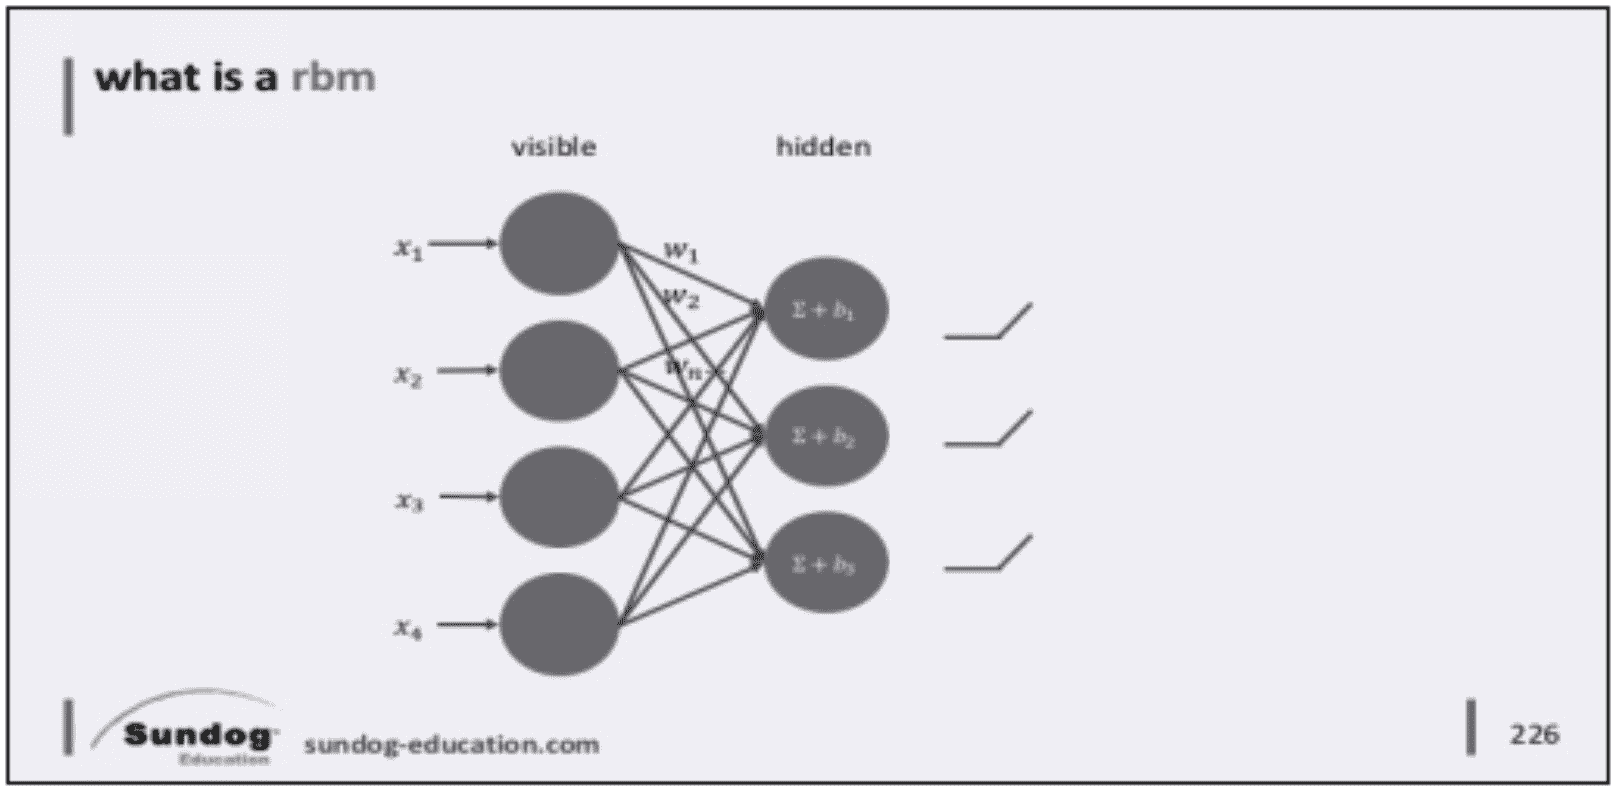 what is a rbm
visible
hidden
x₁
w₁
w₂
Σ + b₁
x₂
wₙ
Σ + b₂
x₃
Σ + b₃
x₄
Sundog
Education
sundog-education.com
226